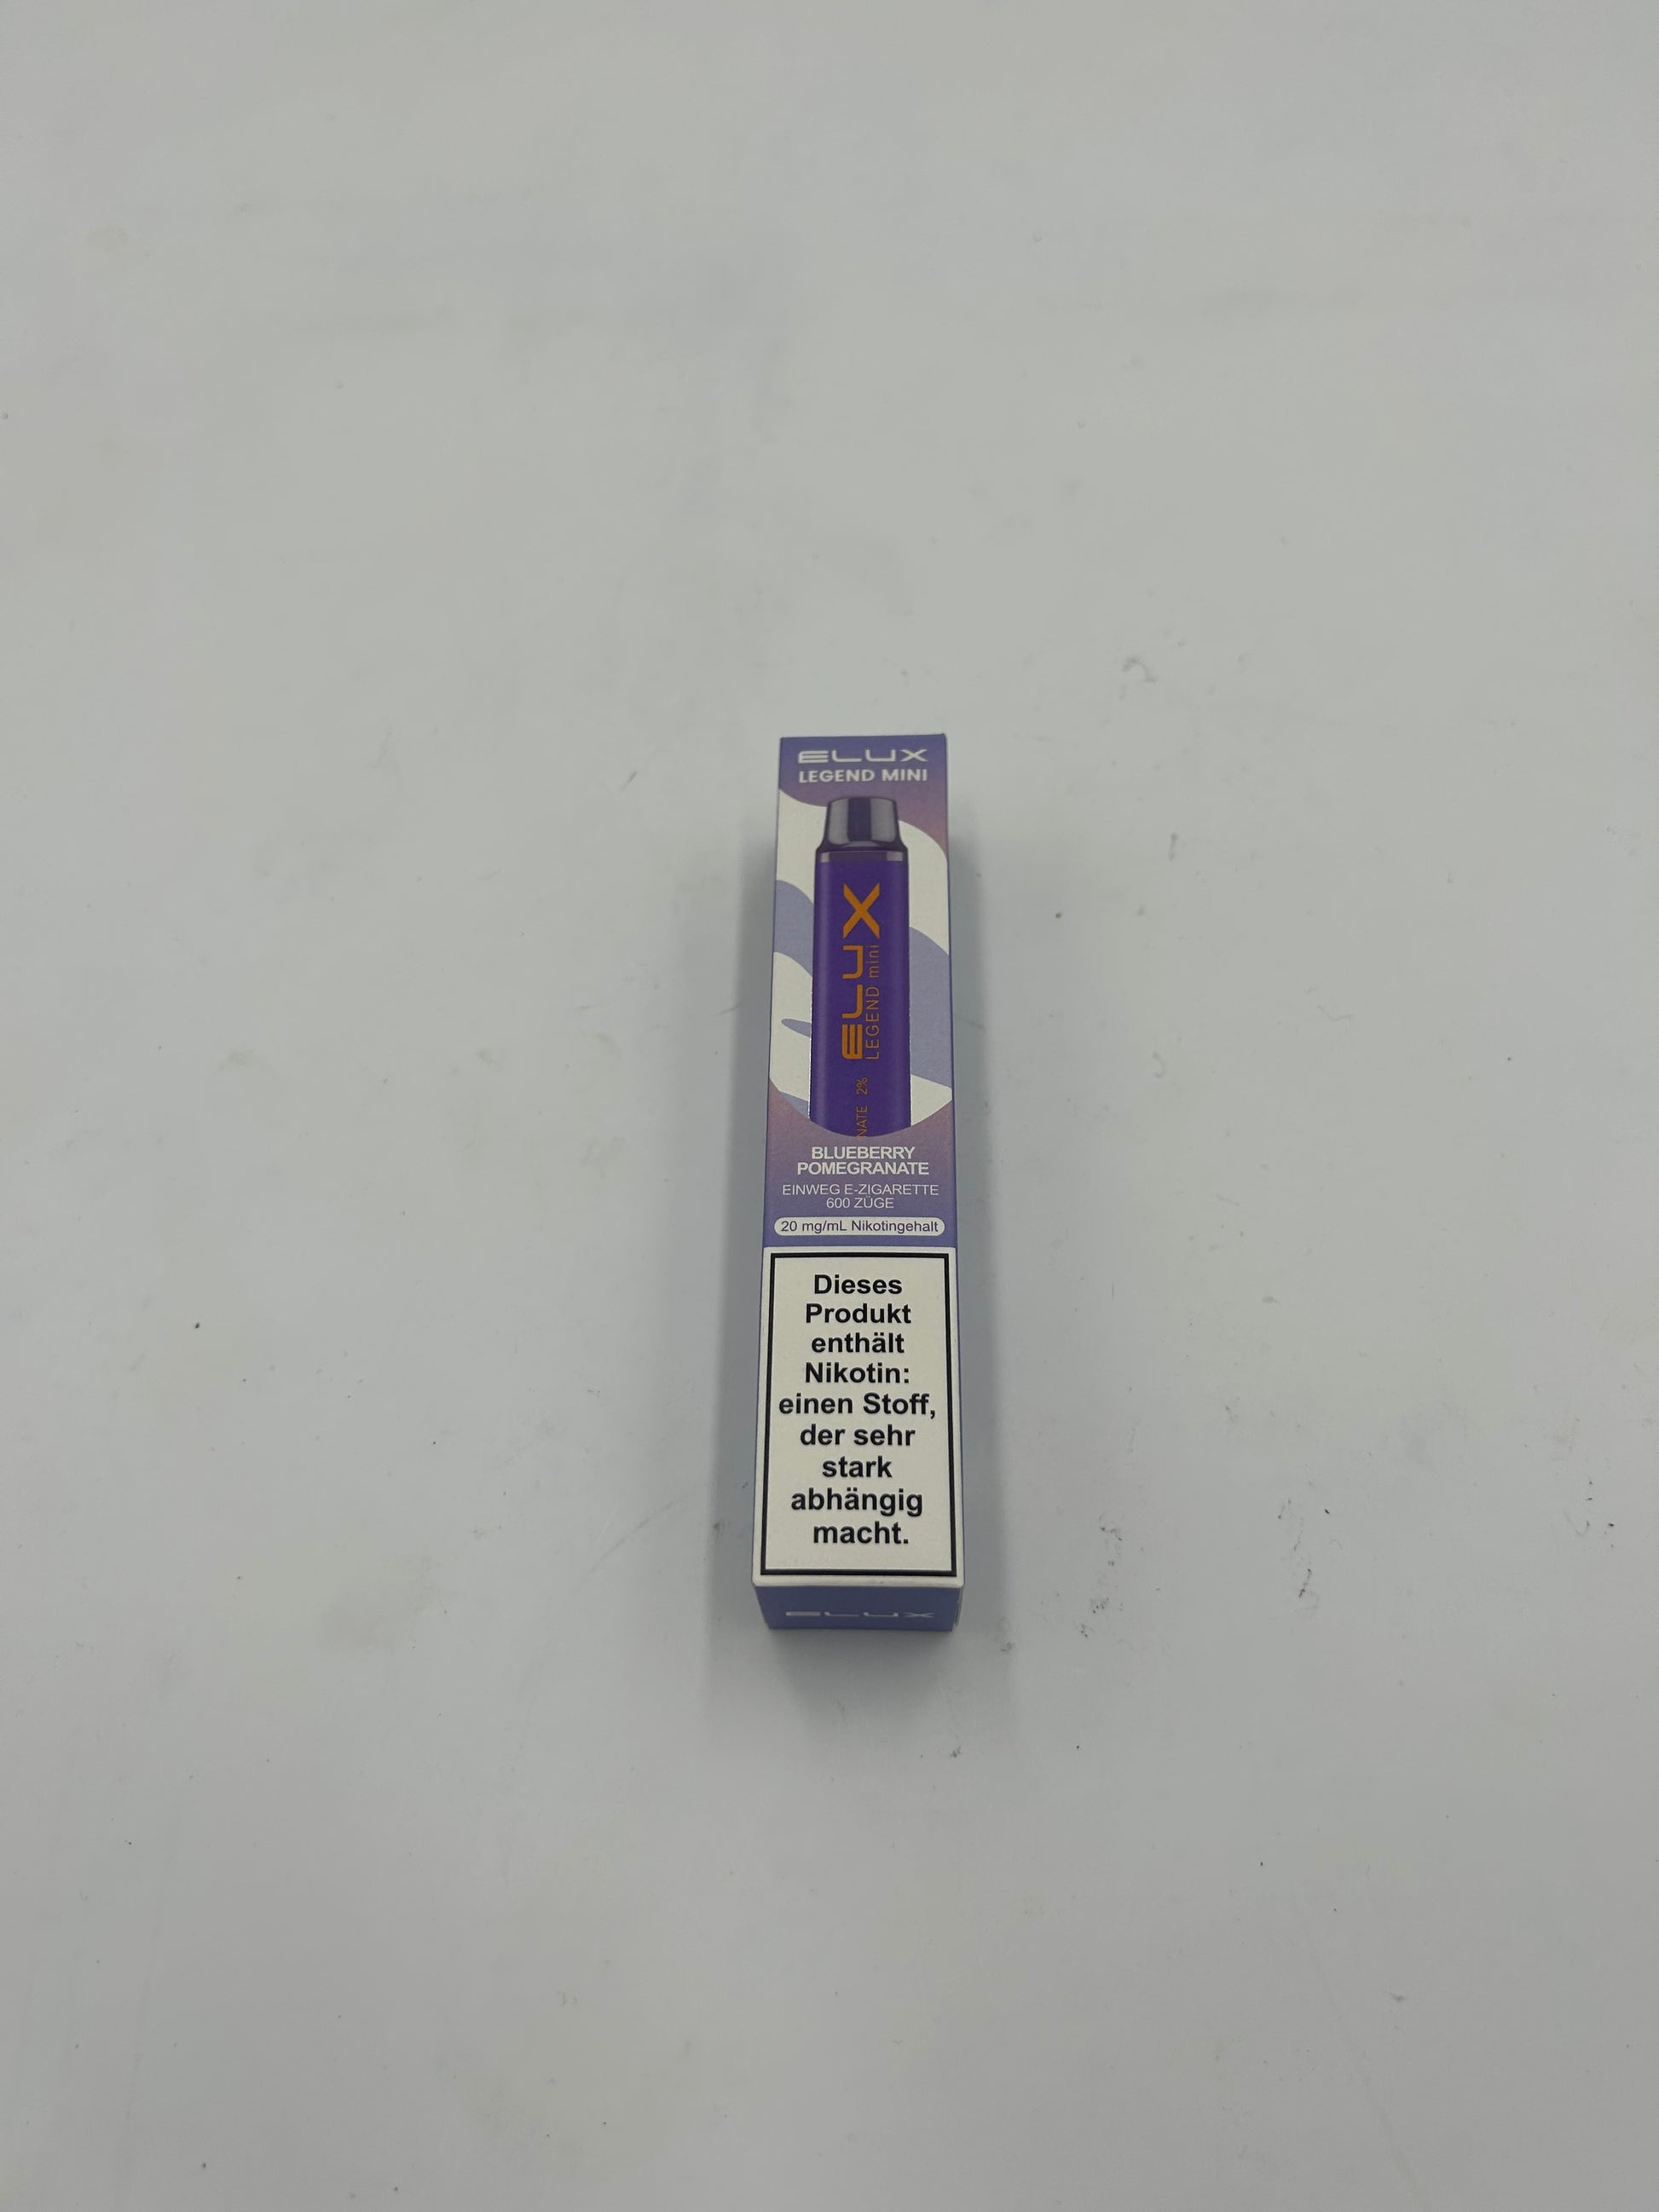 ELUX
LEGEND MINI
ELUX
LEGEND mini
NATE 2%
BLUEBERRY
POMEGRANATE
EINWEG E-ZIGARETTE
600 ZÜGE
20 mg/mL Nikotingehalt
Dieses
Produkt
enthält
Nikotin:
einen Stoff,
der sehr
stark
abhängig
macht.
ELUX